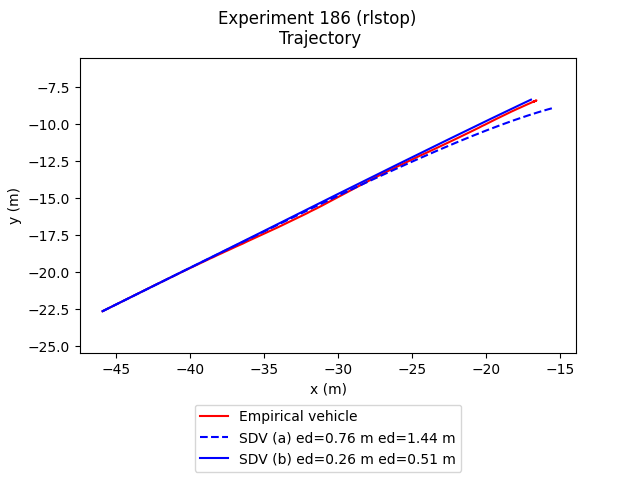 Experiment 186 (rlstop)
Trajectory
−7.5
−10.0
−12.5
−15.0
−17.5
−20.0
−22.5
−25.0
y (m)
−45 −40 −35 −30 −25 −20 −15
x (m)
Empirical vehicle
SDV (a) ed=0.76 m ed=1.44 m
SDV (b) ed=0.26 m ed=0.51 m